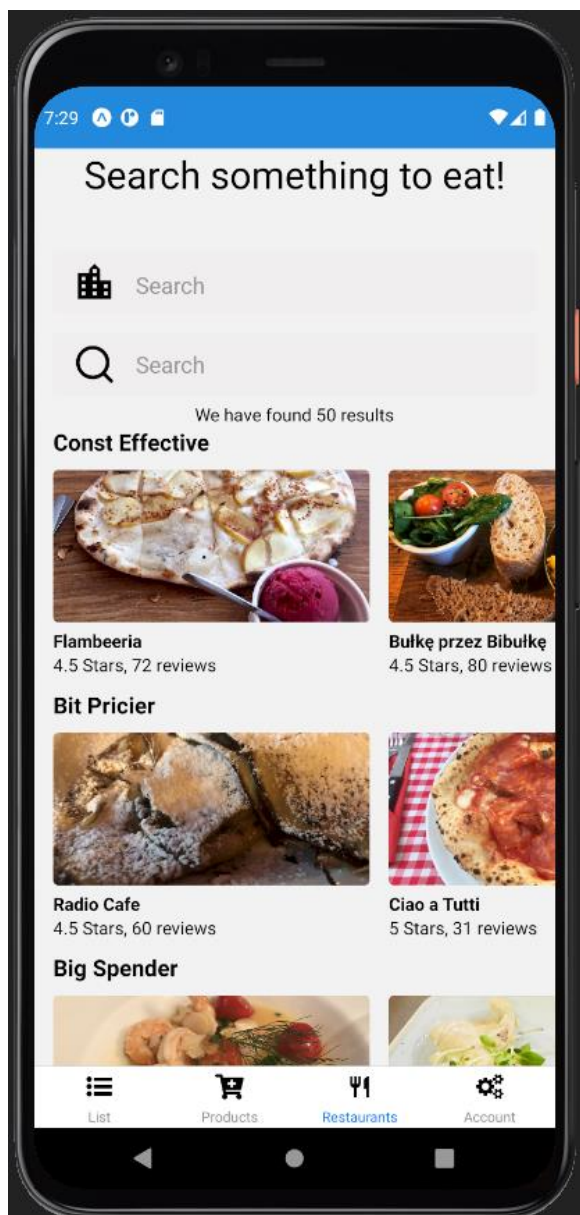 7:29
Search something to eat!
Search
Search
We have found 50 results
Const Effective
Flambeeria
4.5 Stars, 72 reviews
Bułkę przez Bibułkę
4.5 Stars, 80 reviews
Bit Pricier
Radio Cafe
4.5 Stars, 60 reviews
Ciao a Tutti
5 Stars, 31 reviews
Big Spender
List
Products
Restaurants
Account